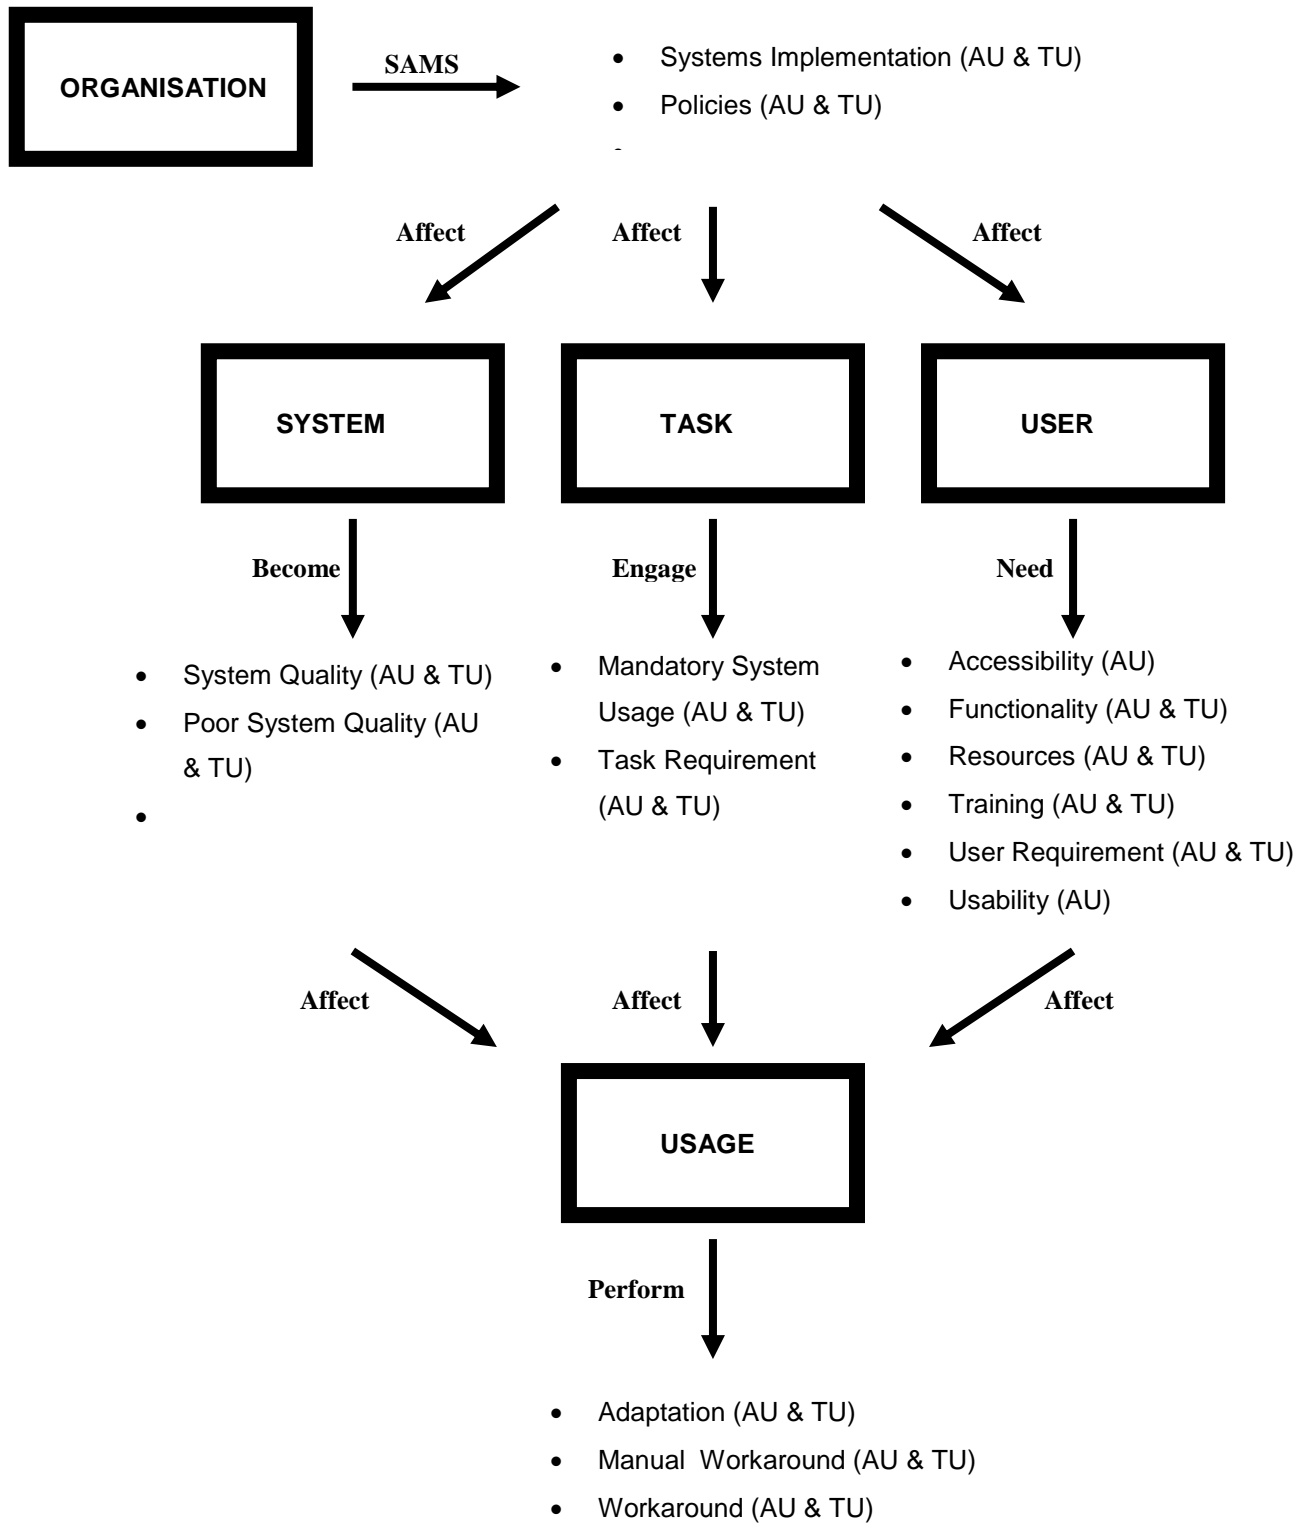 ORGANISATION
SAMS
• Systems Implementation (AU & TU)
• Policies (AU & TU)
•
Affect
Affect
Affect
SYSTEM
TASK
USER
Become
Engage
Need
• System Quality (AU & TU)
• Poor System Quality (AU
& TU)
•
• Mandatory System
Usage (AU & TU)
• Task Requirement
(AU & TU)
• Accessibility (AU)
• Functionality (AU & TU)
• Resources (AU & TU)
• Training (AU & TU)
• User Requirement (AU & TU)
• Usability (AU)
Affect
Affect
Affect
USAGE
Perform
• Adaptation (AU & TU)
• Manual  Workaround (AU & TU)
• Workaround (AU & TU)